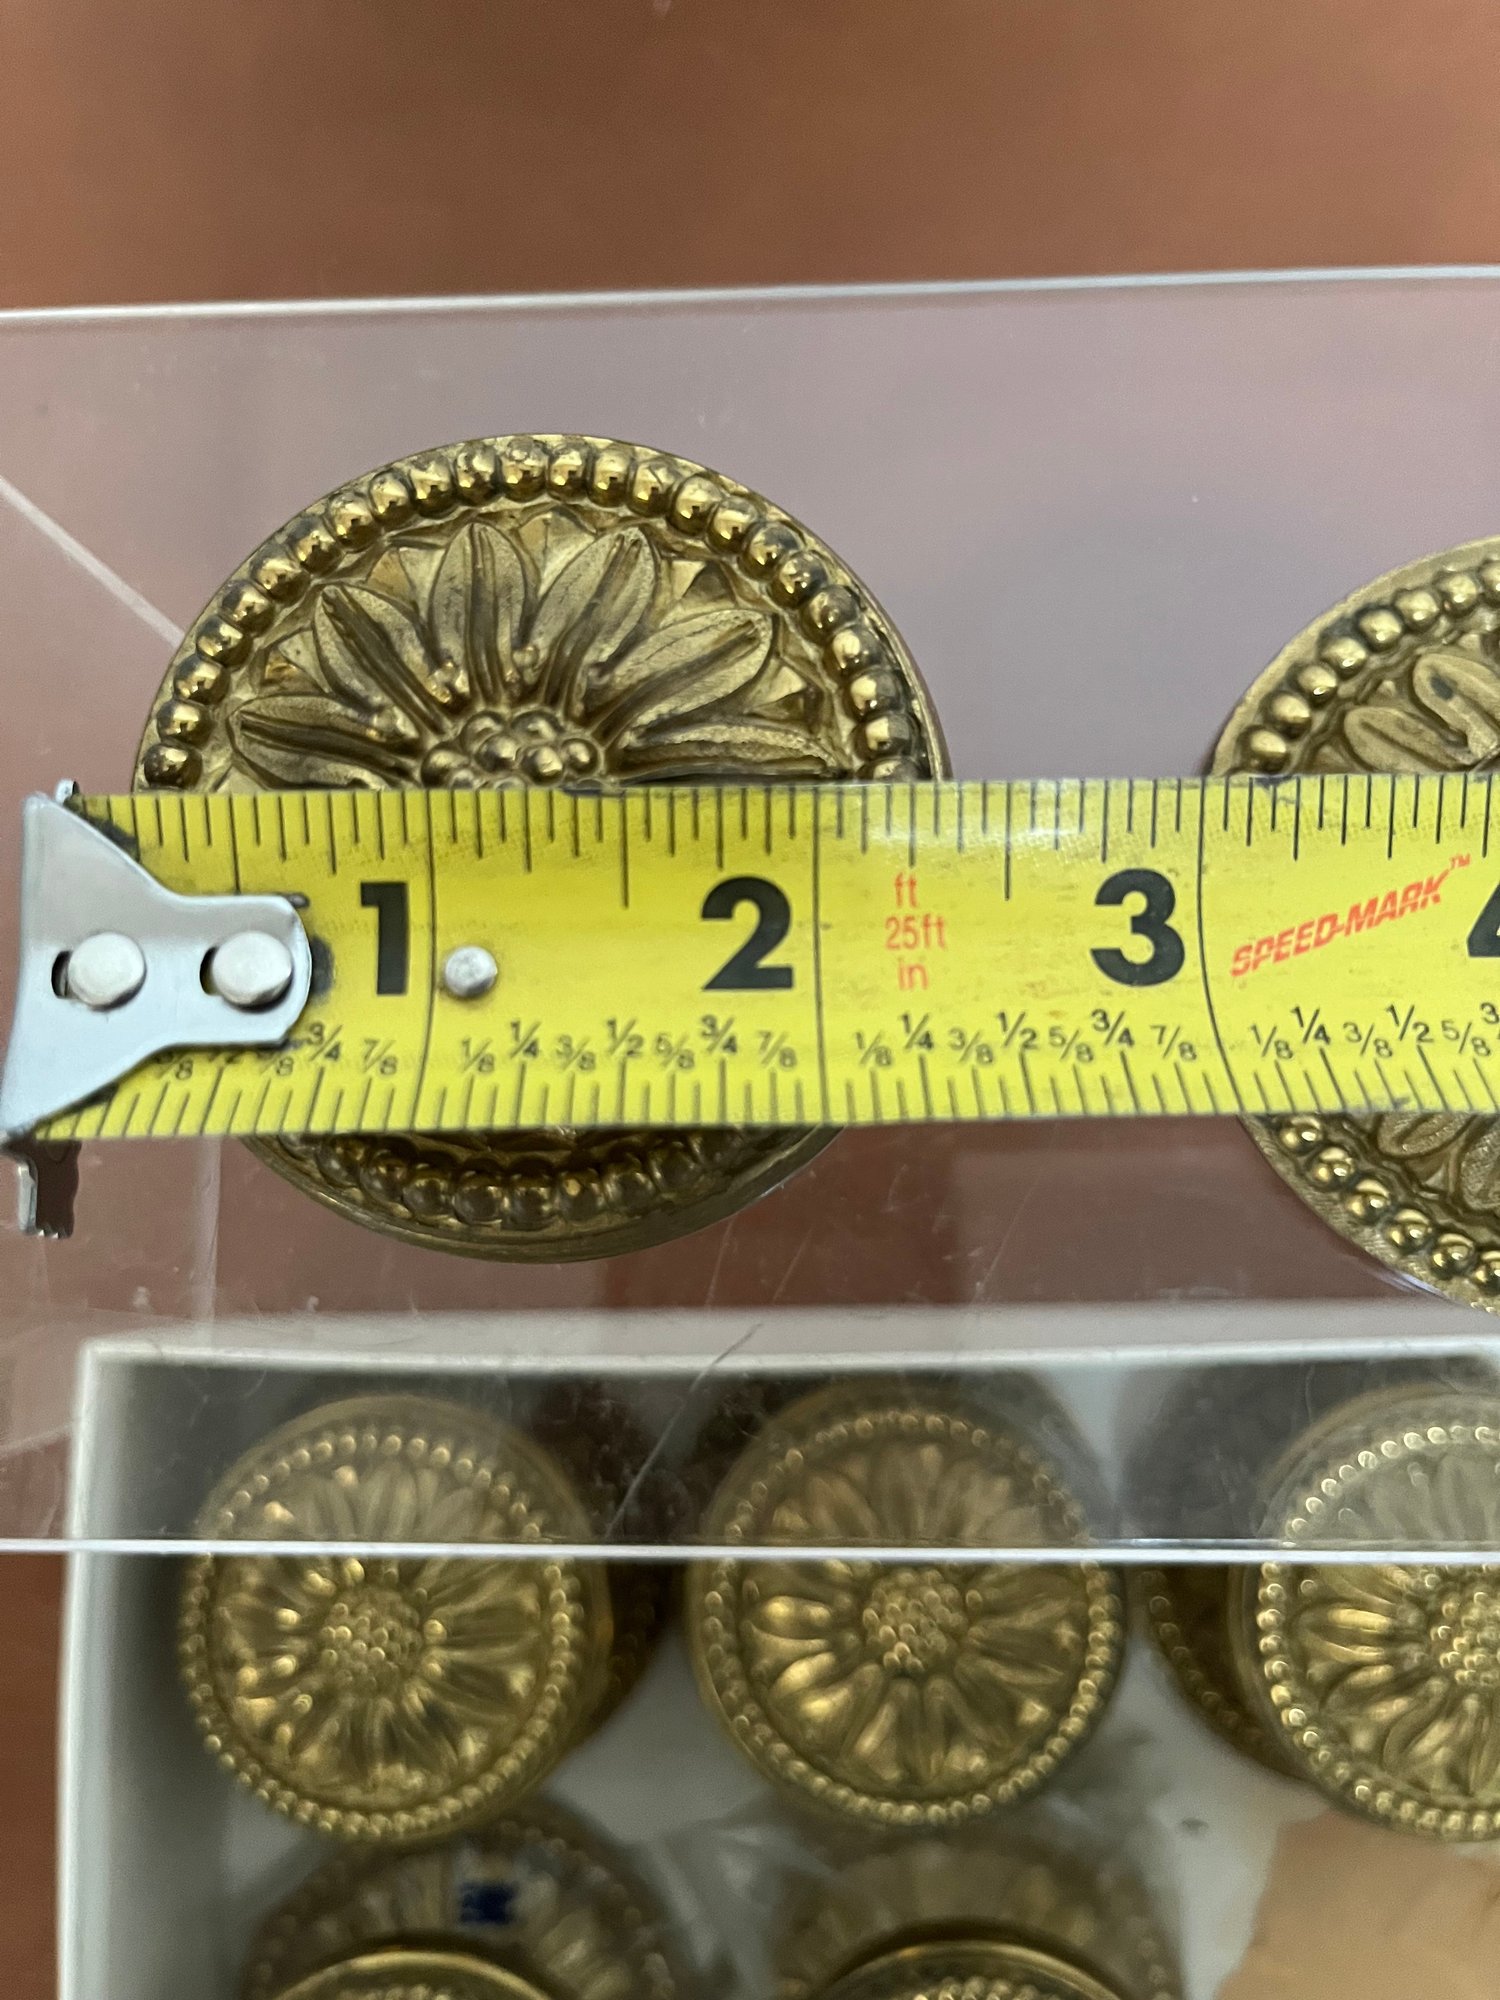 1 2 ft 3 SPEED-MARK™
25ft
in
3/4 7/8 1/8 1/4 3/8 1/2 5/8 3/4 7/8 1/8 1/4 3/8 1/2 5/8 3/4 7/8 1/8 1/4 3/8 1/2 5/8